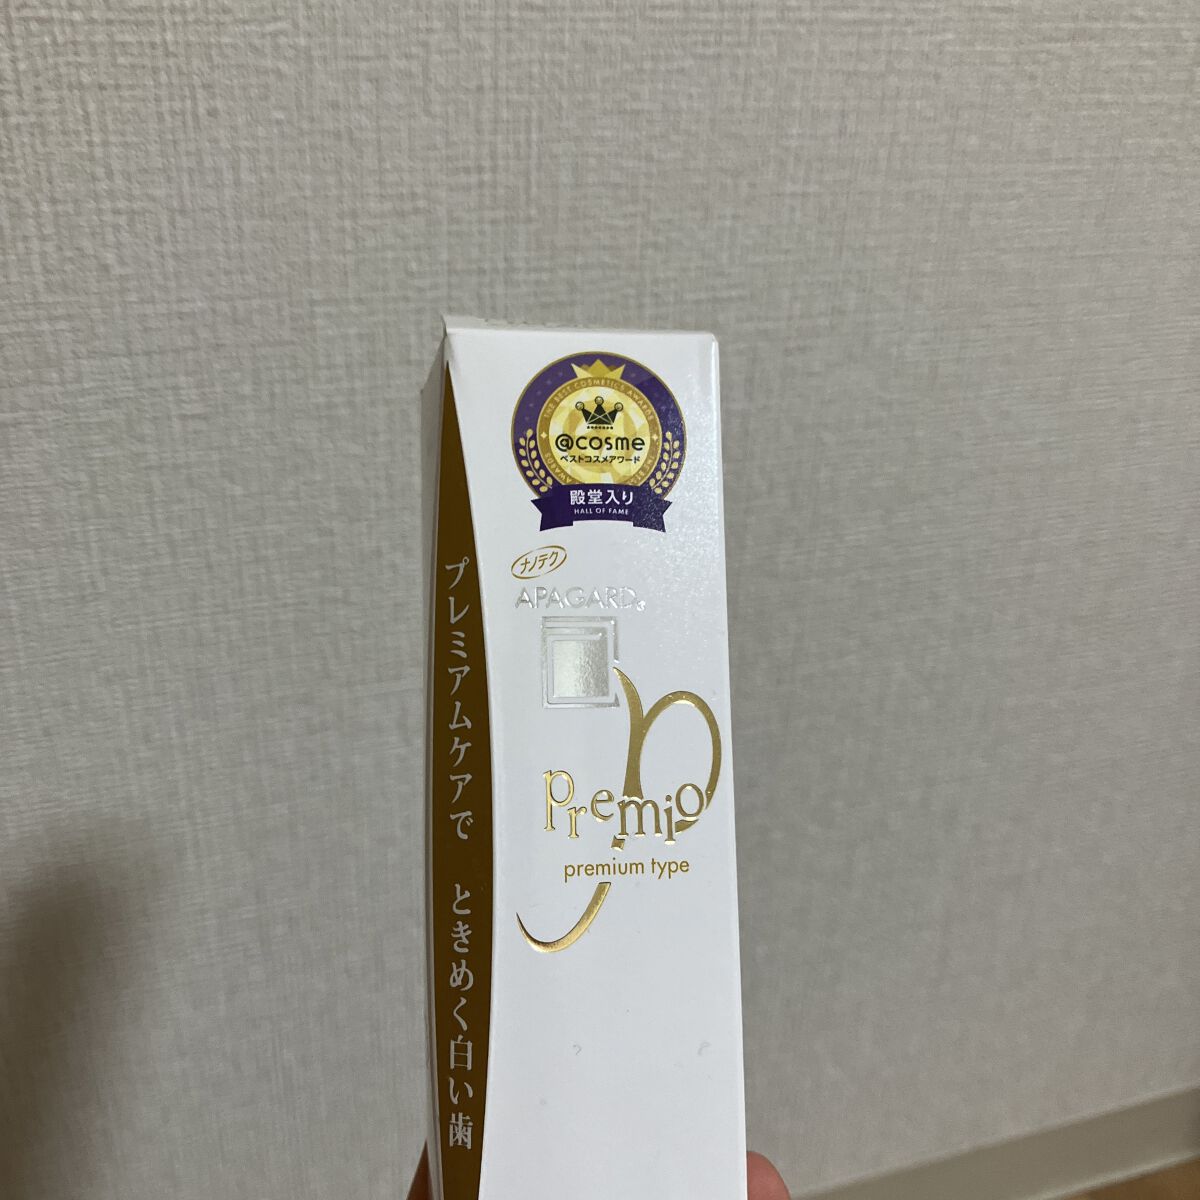 THE BEST COSMETICS AWARDS
@cosme
ベストコスメアワード
殿堂入り
HALL OF FAME
ナノテク
APAGARD
premio
premium type
プレミアムケアで ときめく白い歯